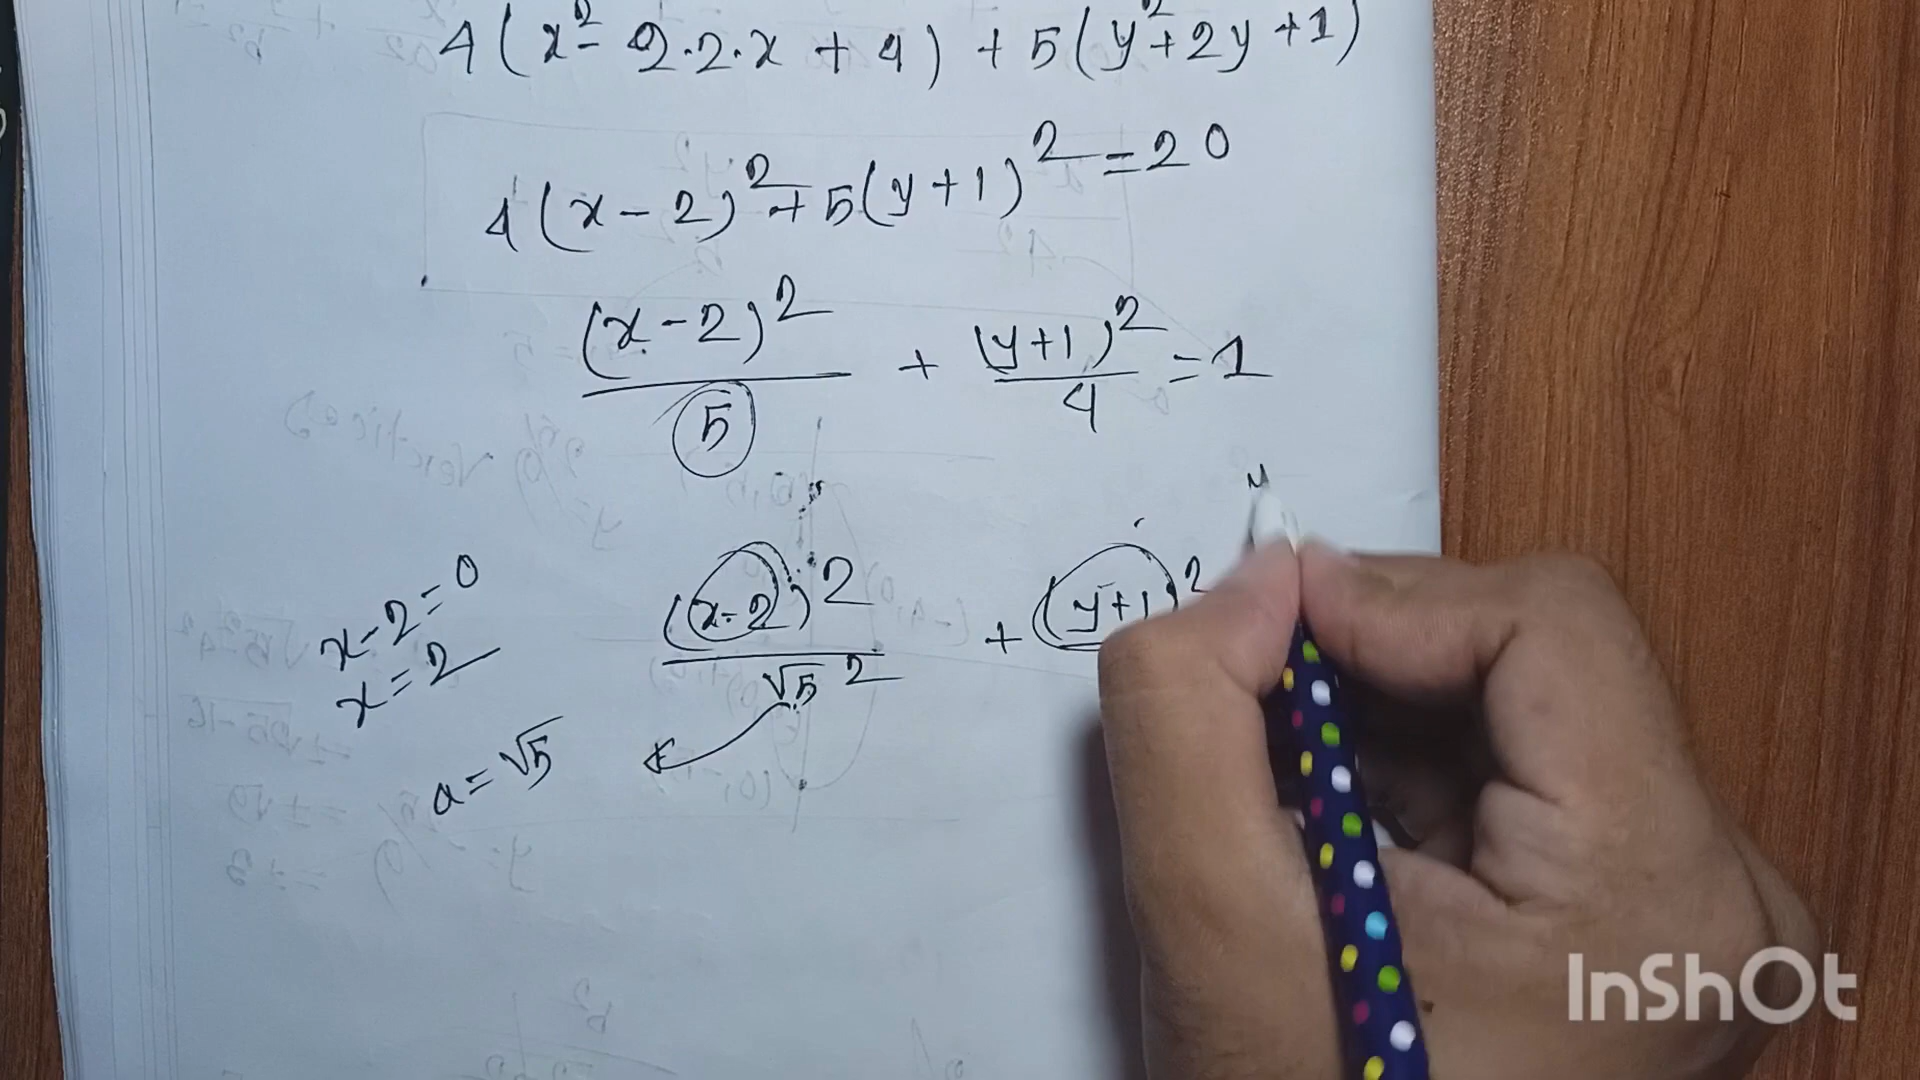 4(x²- 2·2·x + 4) + 5(y²+2y+1)
4(x-2)²+5(y+1)²=20
(x-2)²/5 + (y+1)²/4 = 1
x-2=0
x=2
(x-2)²/√5² + (y+1)²
a=√5
InShOt